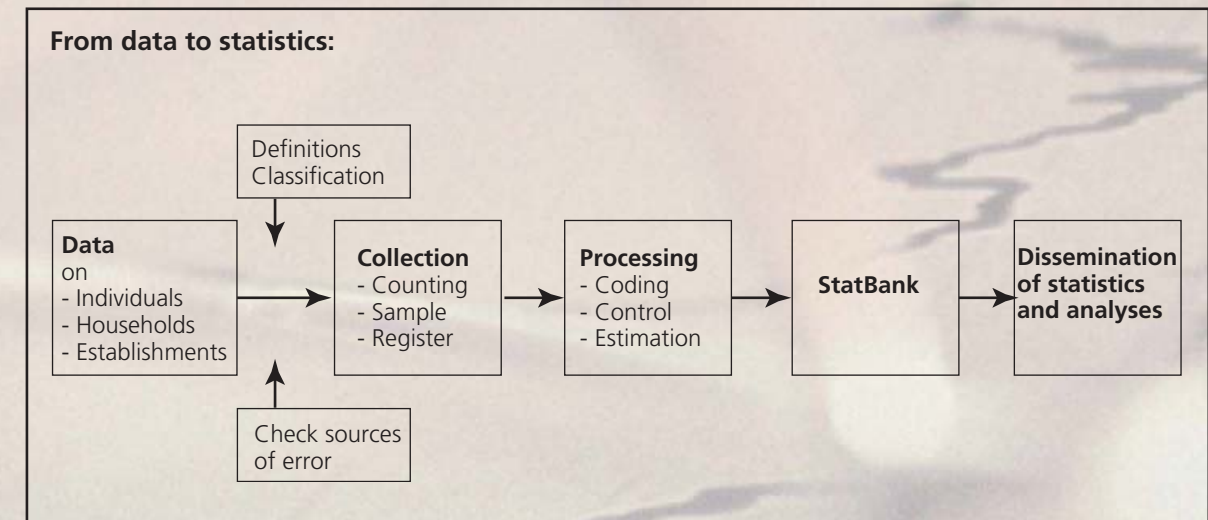 From data to statistics:
Definitions
Classification
Data
on
- Individuals
- Households
- Establishments
Collection
- Counting
- Sample
- Register
Processing
- Coding
- Control
- Estimation
StatBank
Dissemination
of statistics
and analyses
Check sources
of error